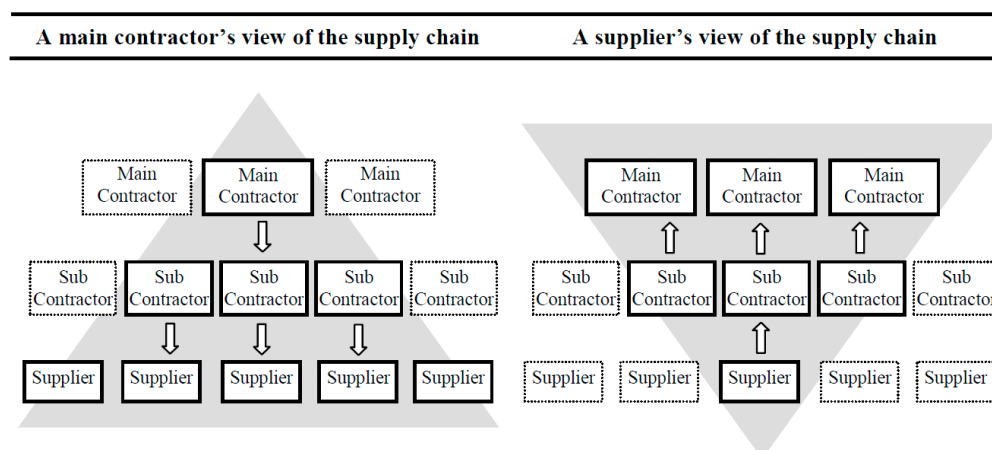 A main contractor's view of the supply chain
A supplier's view of the supply chain
Main
Contractor
Main
Contractor
Main
Contractor
Sub
Contractor
Sub
Contractor
Sub
Contractor
Sub
Contractor
Sub
Contractor
Supplier
Supplier
Supplier
Supplier
Supplier
Main
Contractor
Main
Contractor
Main
Contractor
Sub
Contractor
Sub
Contractor
Sub
Contractor
Sub
Contractor
Sub
Contractor
Supplier
Supplier
Supplier
Supplier
Supplier